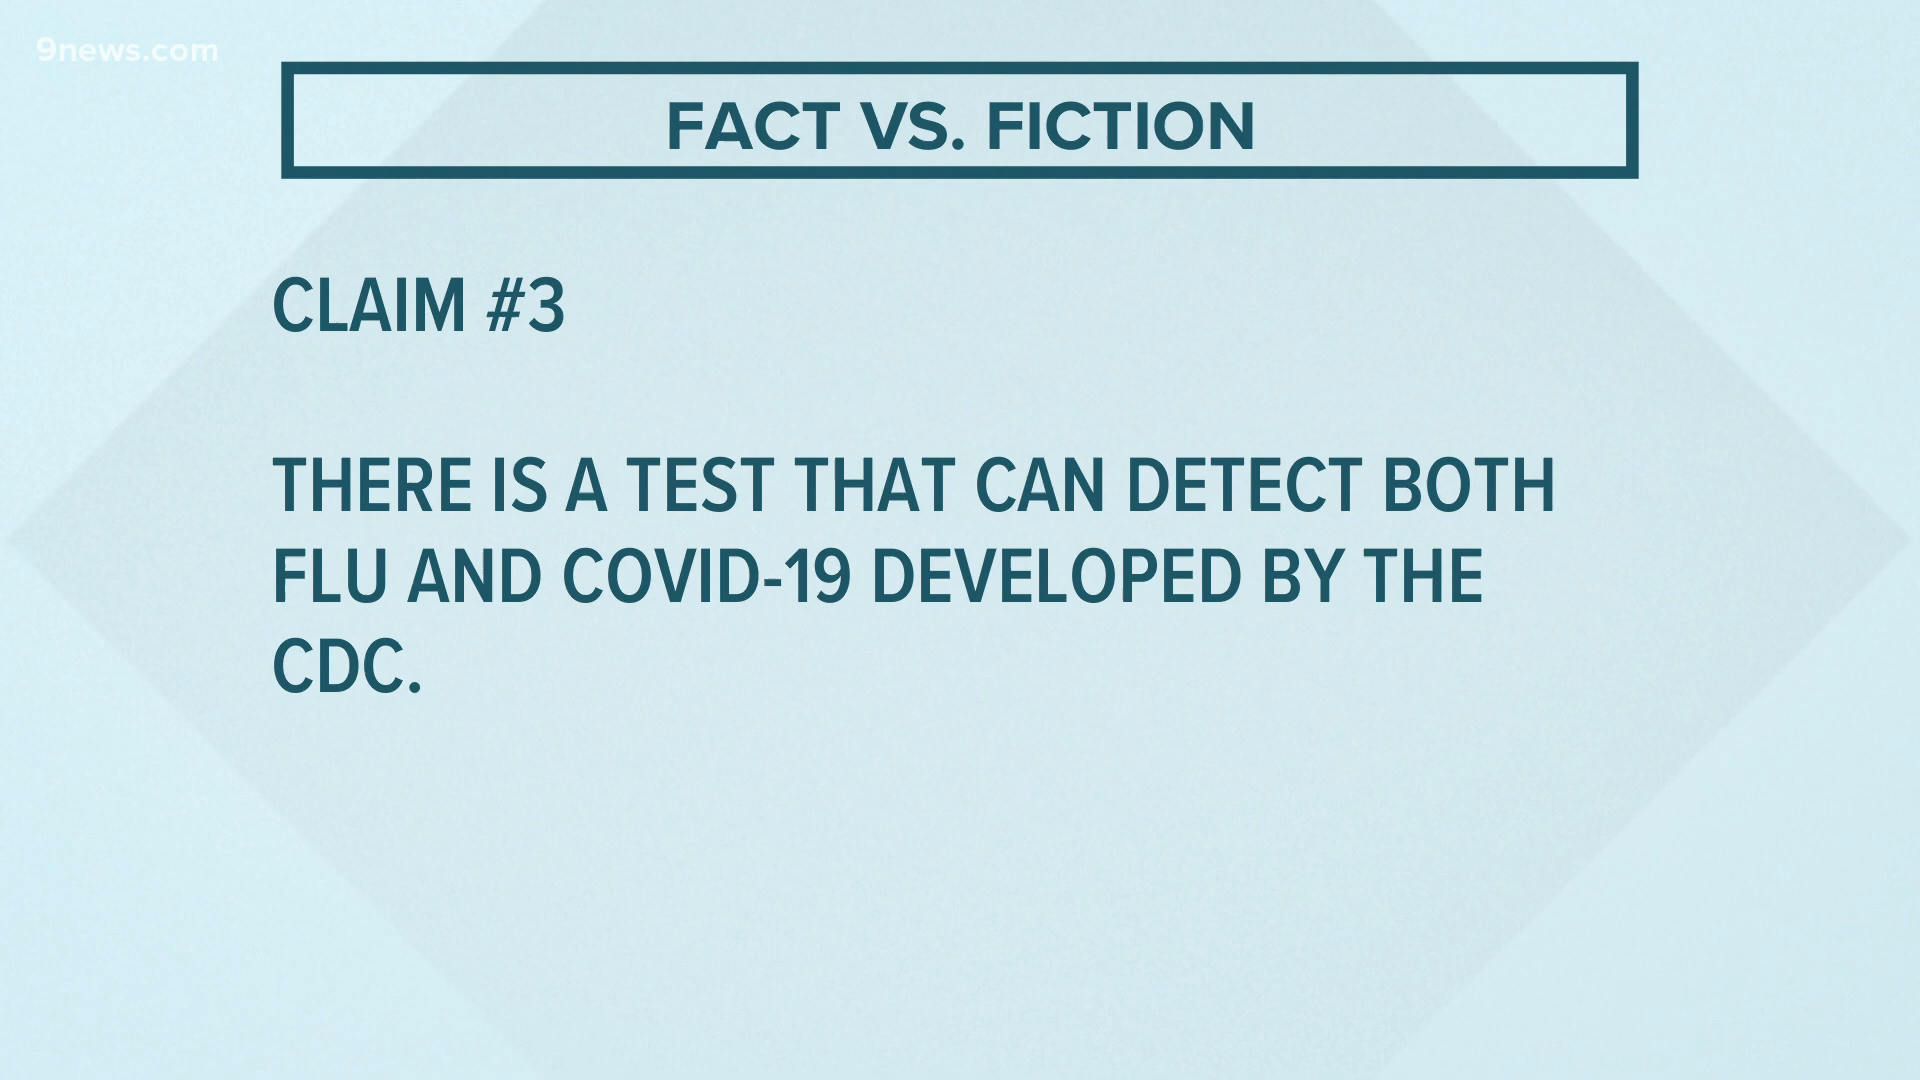 9news.com
FACT VS. FICTION
CLAIM #3
THERE IS A TEST THAT CAN DETECT BOTH
FLU AND COVID-19 DEVELOPED BY THE
CDC.